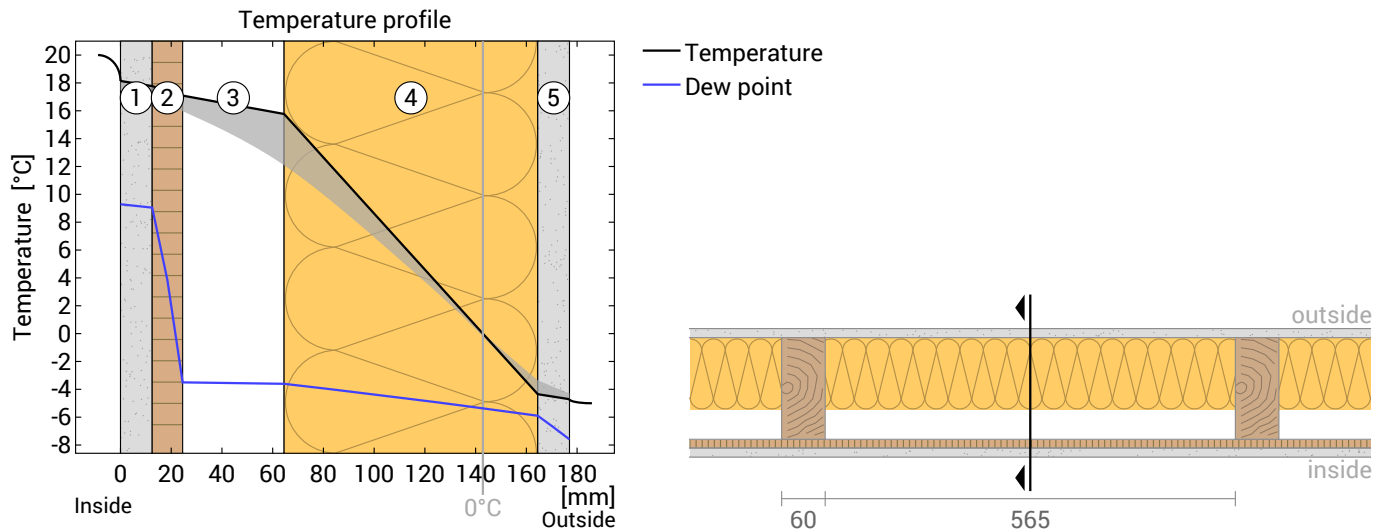 Temperature profile
Temperature [°C]
20
18
16
14
12
10
8
6
4
2
0
-2
-4
-6
-8
1
2
3
4
5
0 20 40 60 80 100 120 140 160 180
[mm]
Inside
0°C
Outside
Temperature
Dew point
outside
inside
60
565